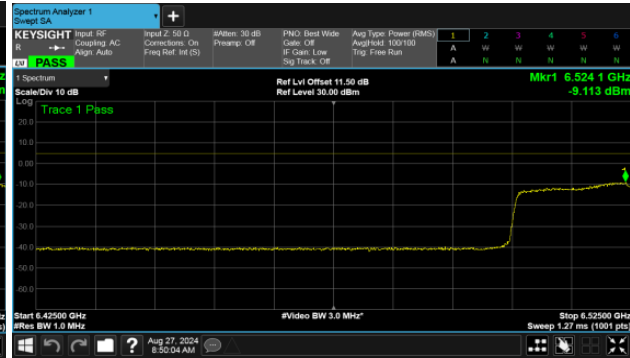 Spectrum Analyzer 1
Swept SA
+
KEYSIGHT Input: RF Input Z: 50 Ω #Atten: 30 dB PNO: Best Wide Avg Type: Power (RMS) 1 2 3 4 5 6
R Coupling: AC Corrections: On Preamp: Off Gate: Off Avg|Hold: 100/100 A W W W W W
Align: Auto Freq Ref: Int (S) IF Gain: Low Trig: Free Run
LW PASS Sig Track: Off A N N N N N
1 Spectrum Ref Lvl Offset 11.50 dB Mkr1 6.524 1 GHz
Scale/Div 10 dB Ref Level 30.00 dBm -9.113 dBm
Log
Trace 1 Pass
20.0
10.0
0.00
-10.0
-20.0
-30.0
-40.0
-50.0
-60.0
Start 6.42500 GHz #Video BW 3.0 MHz* Stop 6.52500 GHz
#Res BW 1.0 MHz Sweep 1.27 ms (1001 pts)
? Aug 27, 2024
8:50:04 AM